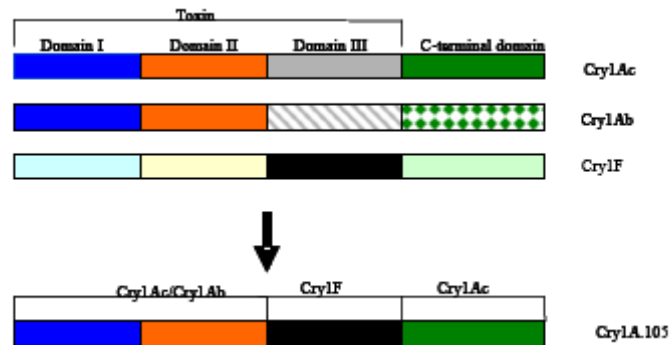 Toxin
Domain I Domain II Domain III C-terminal domain
Cry1Ac
Cry1Ab
Cry1F
Cry1Ac/Cry1Ab Cry1F Cry1Ac
Cry1A.105